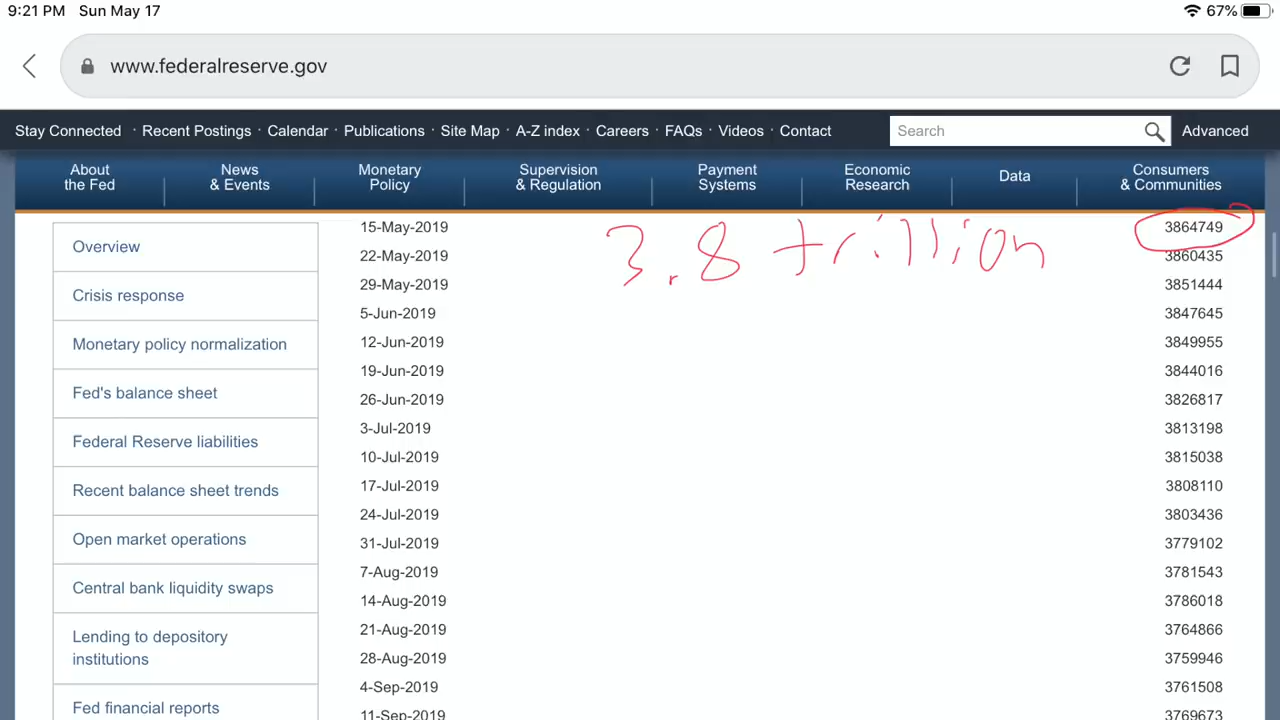 9:21 PM Sun May 17 67%
www.federalreserve.gov
Stay Connected · Recent Postings · Calendar · Publications · Site Map · A-Z index · Careers · FAQs · Videos · Contact Search Advanced
About the Fed
News & Events
Monetary Policy
Supervision & Regulation
Payment Systems
Economic Research
Data
Consumers & Communities
Overview
Crisis response
Monetary policy normalization
Fed's balance sheet
Federal Reserve liabilities
Recent balance sheet trends
Open market operations
Central bank liquidity swaps
Lending to depository
institutions
Fed financial reports
3.8 trillion
15-May-2019 3864749
22-May-2019 3860435
29-May-2019 3851444
5-Jun-2019 3847645
12-Jun-2019 3849955
19-Jun-2019 3844016
26-Jun-2019 3826817
3-Jul-2019 3813198
10-Jul-2019 3815038
17-Jul-2019 3808110
24-Jul-2019 3803436
31-Jul-2019 3779102
7-Aug-2019 3781543
14-Aug-2019 3786018
21-Aug-2019 3764866
28-Aug-2019 3759946
4-Sep-2019 3761508
11-Sep-2019 3769673